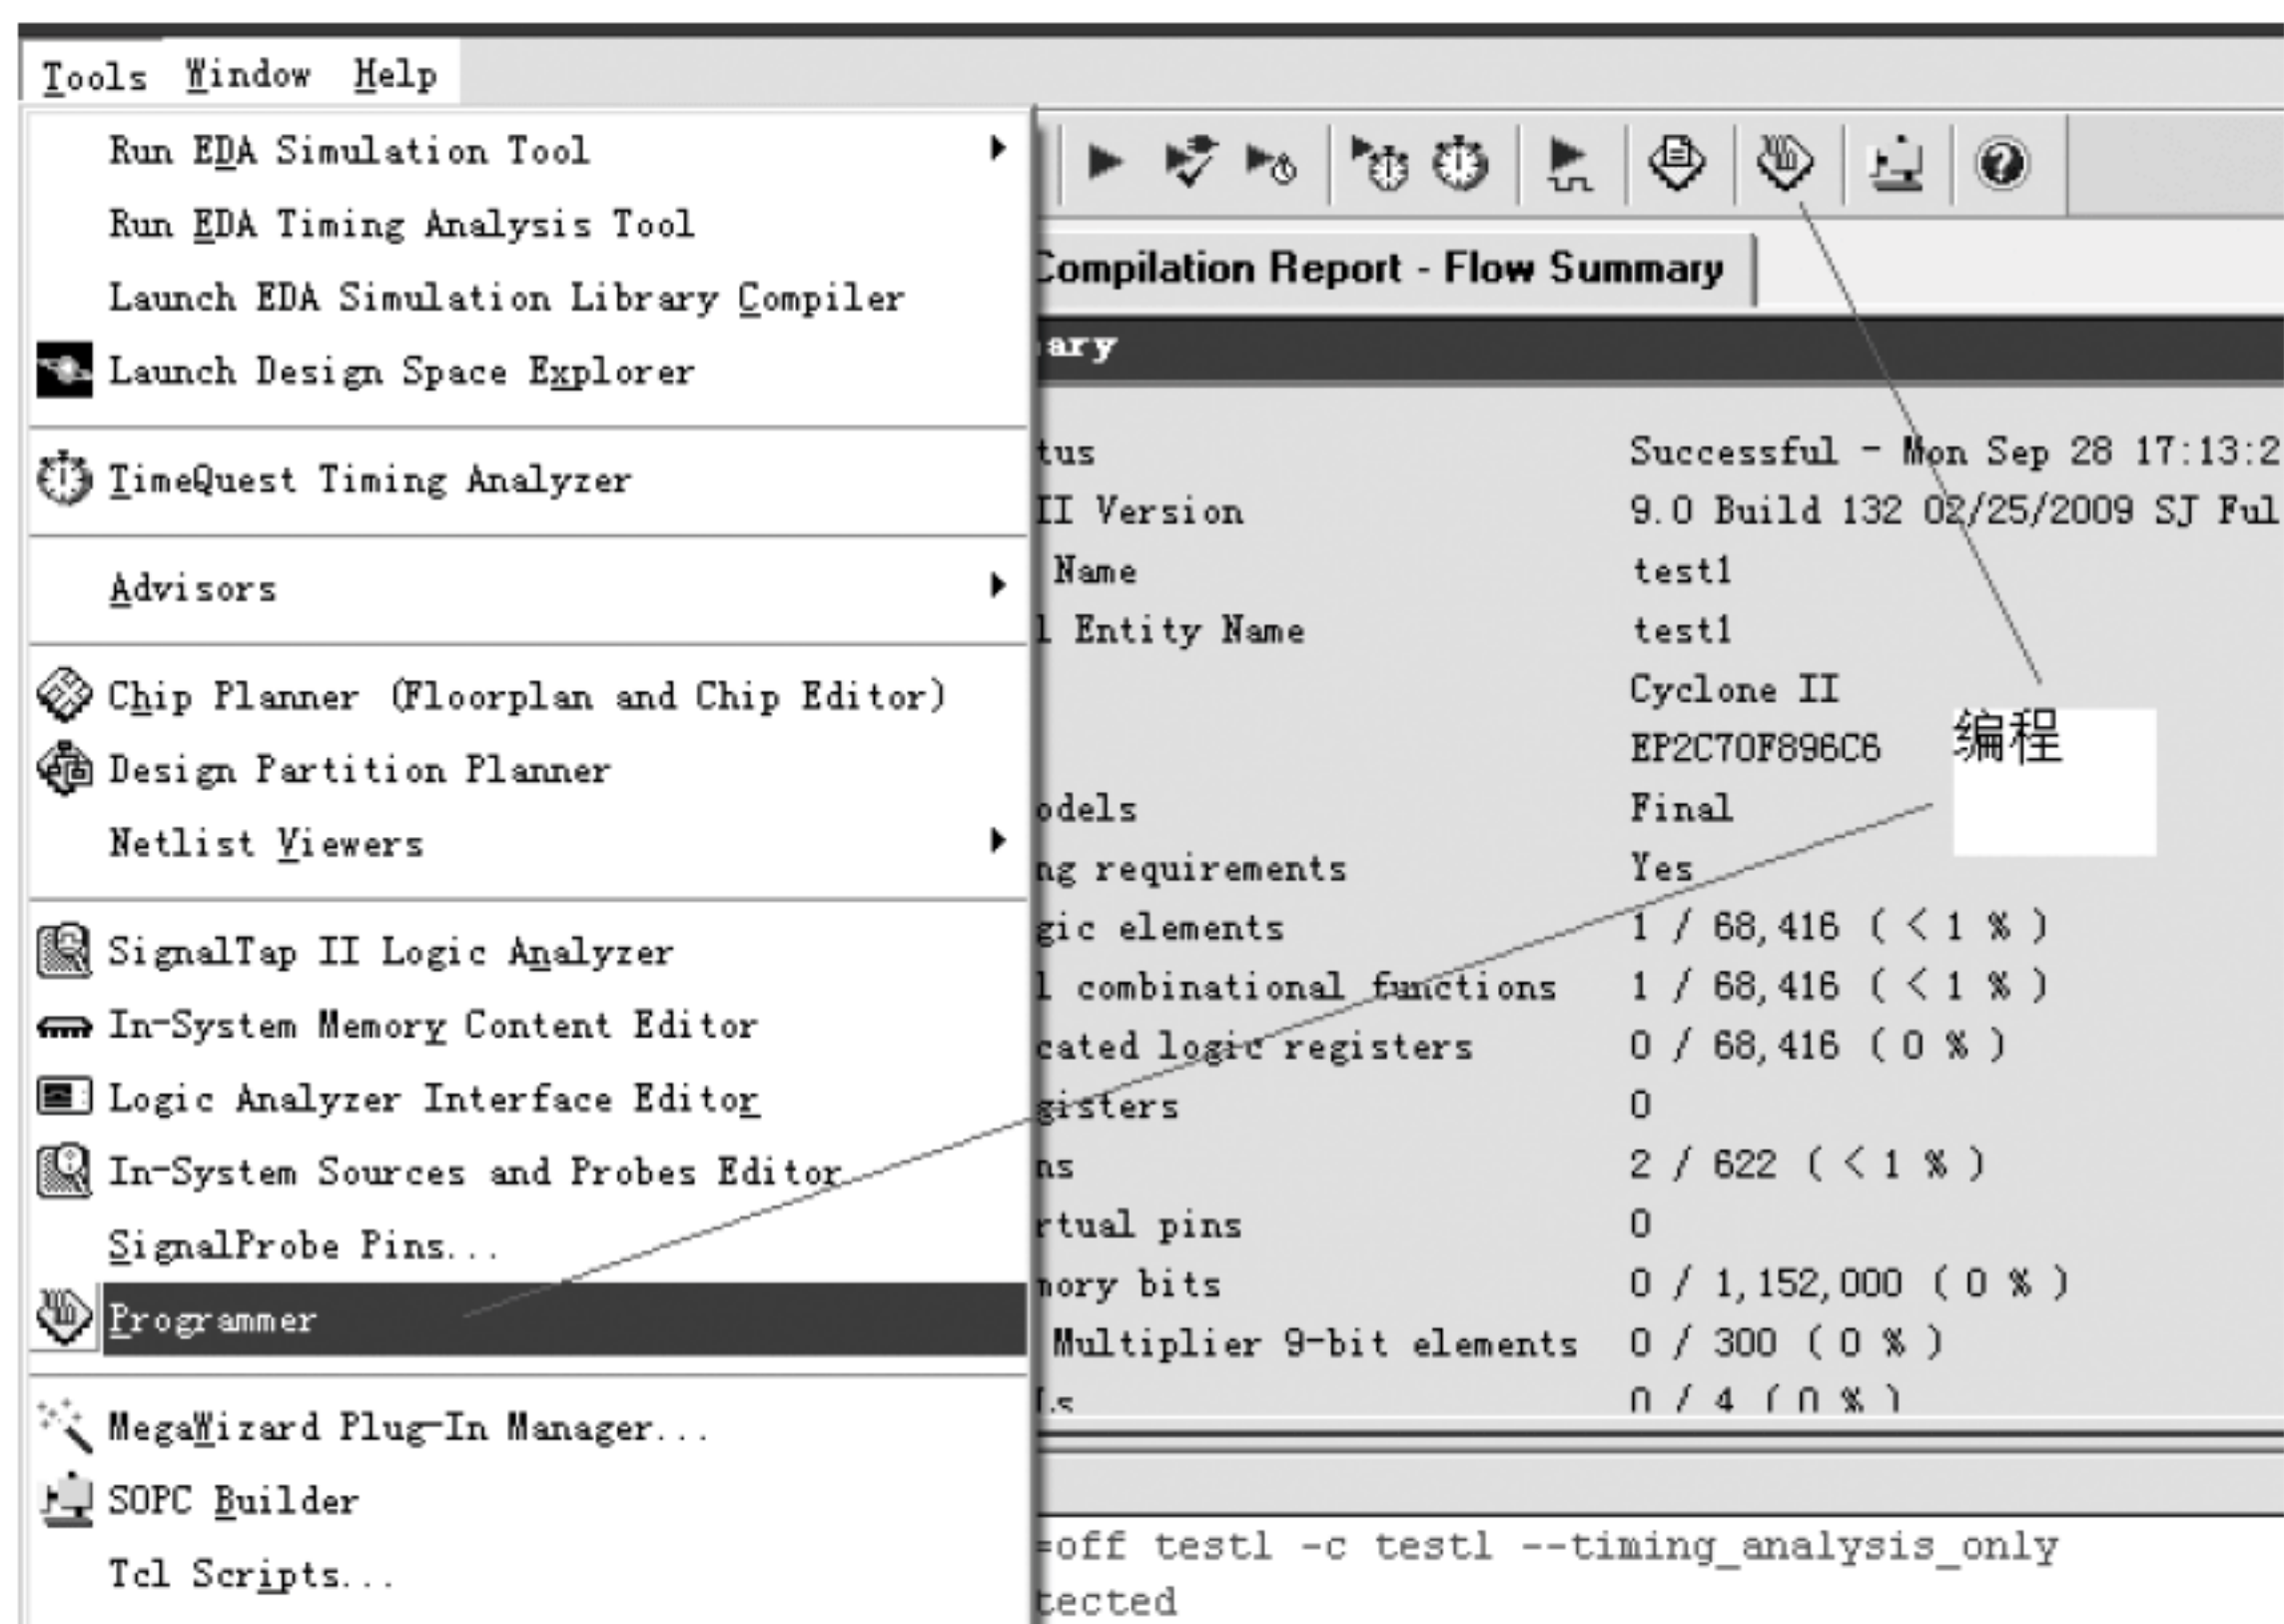 Tools Window Help
Run EDA Simulation Tool
Run EDA Timing Analysis Tool
Launch EDA Simulation Library Compiler
Launch Design Space Explorer
TimeQuest Timing Analyzer
Advisors
Chip Planner (Floorplan and Chip Editor)
Design Partition Planner
Netlist Viewers
SignalTap II Logic Analyzer
In-System Memory Content Editor
Logic Analyzer Interface Editor
In-System Sources and Probes Editor
SignalProbe Pins...
Programmer
MegaWizard Plug-In Manager...
SOPC Builder
Tcl Scripts...
Compilation Report - Flow Summary
ary
tus Successful - Mon Sep 28 17:13:2
II Version 9.0 Build 132 02/25/2009 SJ Ful
Name test1
l Entity Name test1
Cyclone II
EP2C70F896C6
编程
odels Final
ng requirements Yes
gic elements 1 / 68,416 ( < 1 % )
l combinational functions 1 / 68,416 ( < 1 % )
cated logic registers 0 / 68,416 ( 0 % )
gisters 0
ns 2 / 622 ( < 1 % )
rtual pins 0
mory bits 0 / 1,152,000 ( 0 % )
Multiplier 9-bit elements 0 / 300 ( 0 % )
0 / 4 ( 0 % )
=off test1 -c test1 --timing_analysis_only
tected